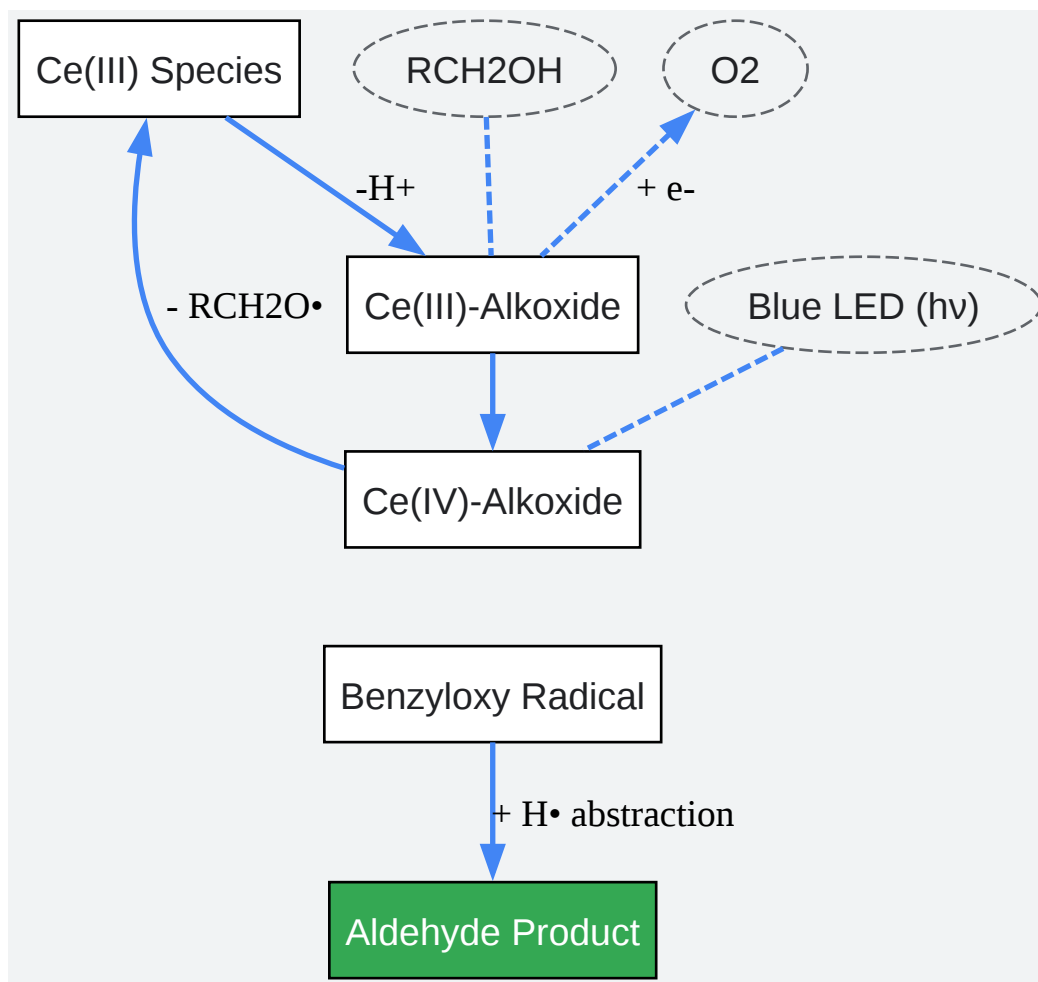 Ce(III) Species
RCH2OH
O2
-H+
+ e-
- RCH2O•
Ce(III)-Alkoxide
Blue LED (hν)
Ce(IV)-Alkoxide
Benzyloxy Radical
+ H• abstraction
Aldehyde Product